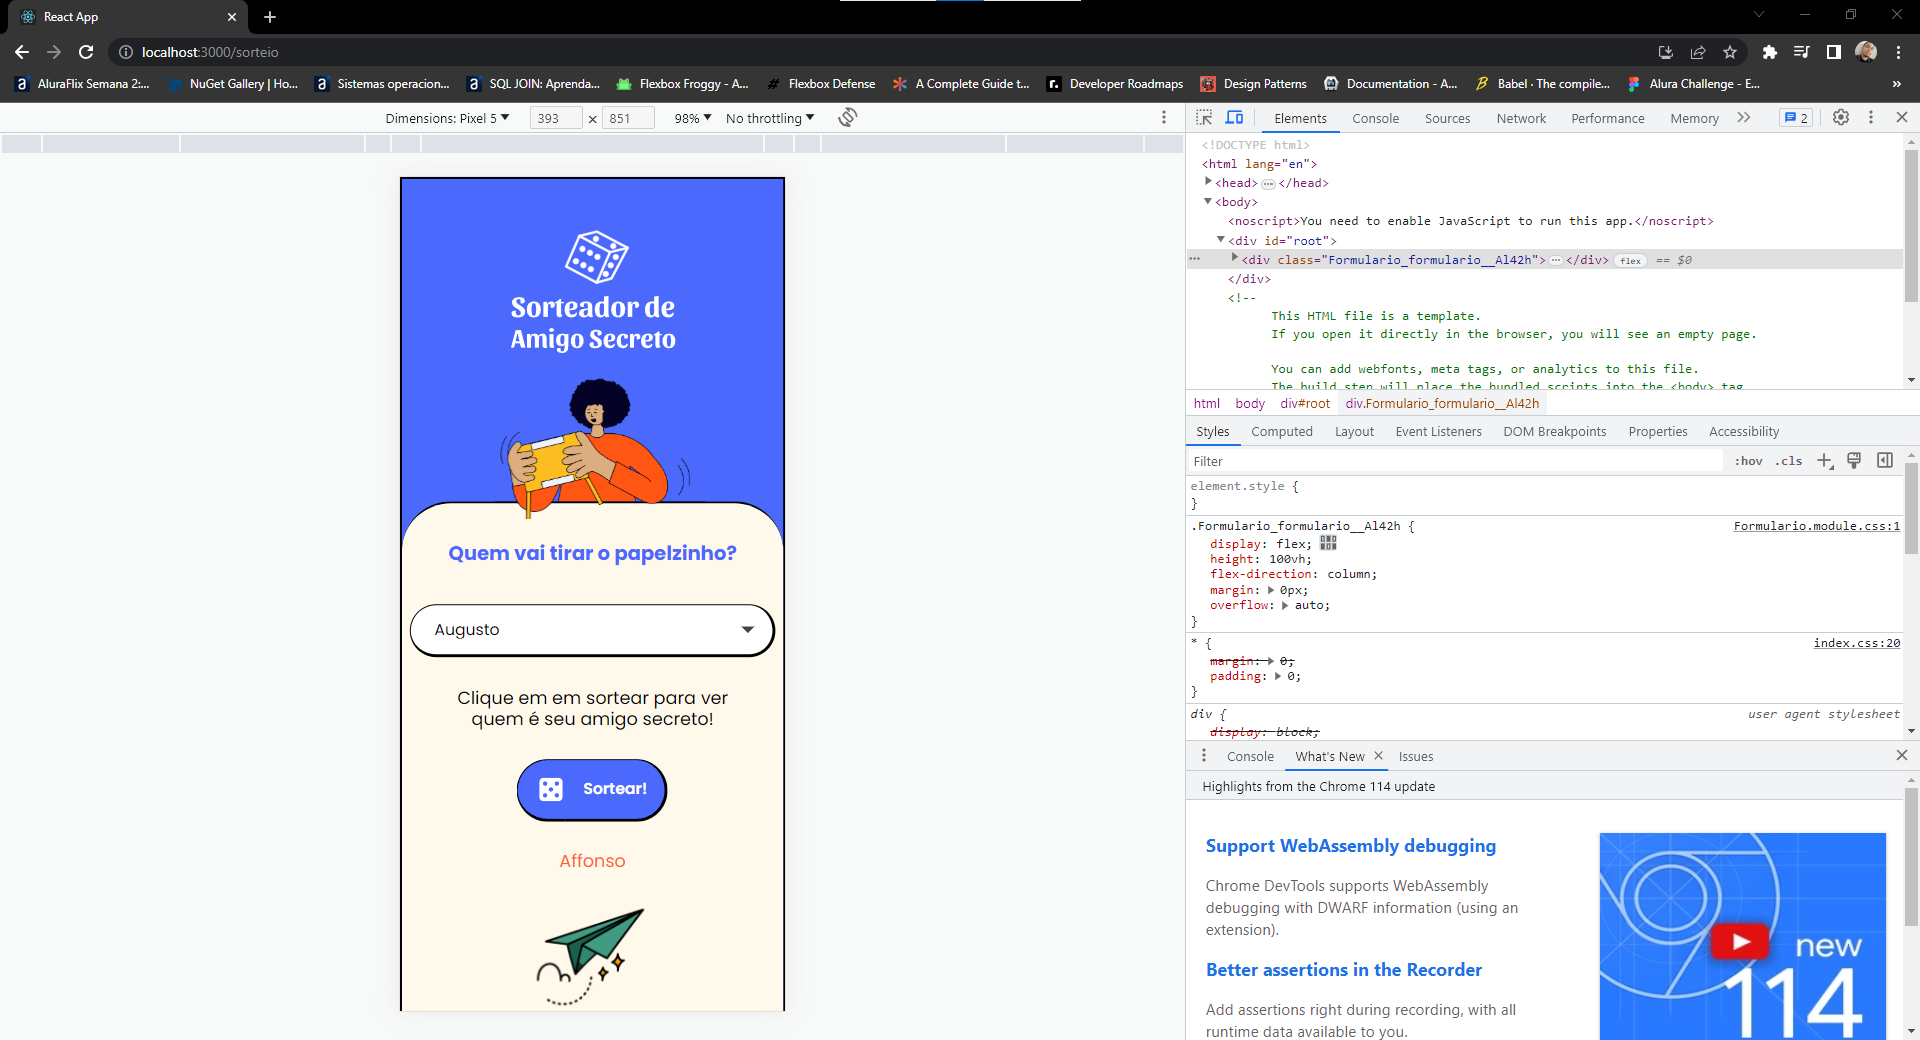 React App
localhost:3000/sorteio
AluraFlix Semana 2:...
NuGet Gallery | Ho...
Sistemas operacion...
SQL JOIN: Aprenda...
Flexbox Froggy - A...
Flexbox Defense
A Complete Guide t...
Developer Roadmaps
Design Patterns
Documentation - A...
Babel · The compile...
Alura Challenge - E...
»
Dimensions: Pixel 5 ▼ 393 × 851 98% ▼ No throttling ▼
Sorteador de
Amigo Secreto
Quem vai tirar o papelzinho?
Augusto
Clique em em sortear para ver
quem é seu amigo secreto!
Sortear!
Affonso
Elements Console Sources Network Performance Memory 2
<!DOCTYPE html>
<html lang="en">
<head>…</head>
<body>
<noscript>You need to enable JavaScript to run this app.</noscript>
<div id="root">
<div class="Formulario_formulario__Al42h">…</div> flex == $0
</div>
<!--
This HTML file is a template.
If you open it directly in the browser, you will see an empty page.
You can add webfonts, meta tags, or analytics to this file.
The build step will place the bundled scripts into the <body> tag
html body div#root div.Formulario_formulario__Al42h
Styles Computed Layout Event Listeners DOM Breakpoints Properties Accessibility
Filter :hov .cls
element.style {
}
.Formulario_formulario__Al42h { Formulario.module.css:1
display: flex;
height: 100vh;
flex-direction: column;
margin: 0px;
overflow: auto;
}
* { index.css:20
margin: 0;
padding: 0;
}
div { user agent stylesheet
display: block;
Console What's New Issues
Highlights from the Chrome 114 update
Support WebAssembly debugging
Chrome DevTools supports WebAssembly
debugging with DWARF information (using an
extension).
Better assertions in the Recorder
Add assertions right during recording, with all
runtime data available to you.
new
114